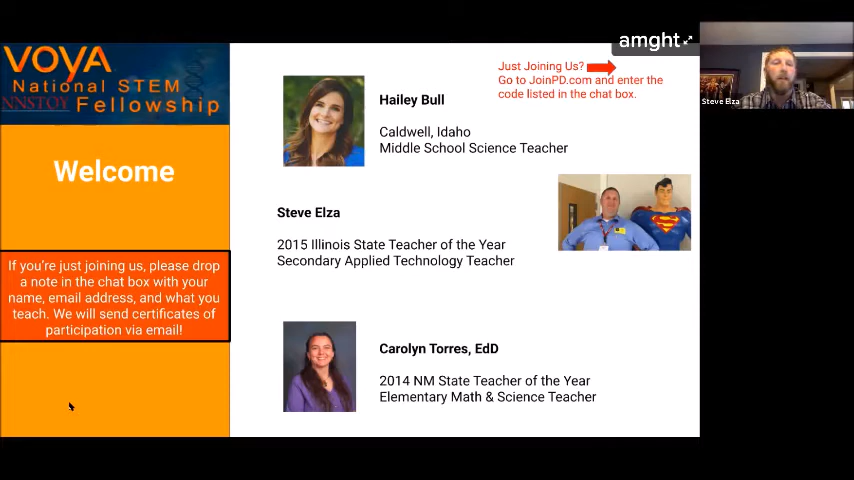 VOYA
National STEM
NNSTOY Fellowship
Welcome
If you're just joining us, please drop
a note in the chat box with your
name, email address, and what you
teach. We will send certificates of
participation via email!
amght
Just Joining Us?
Go to JoinPD.com and enter the
code listed in the chat box.
Hailey Bull
Caldwell, Idaho
Middle School Science Teacher
Steve Elza
2015 Illinois State Teacher of the Year
Secondary Applied Technology Teacher
Carolyn Torres, EdD
2014 NM State Teacher of the Year
Elementary Math & Science Teacher
Steve Elza